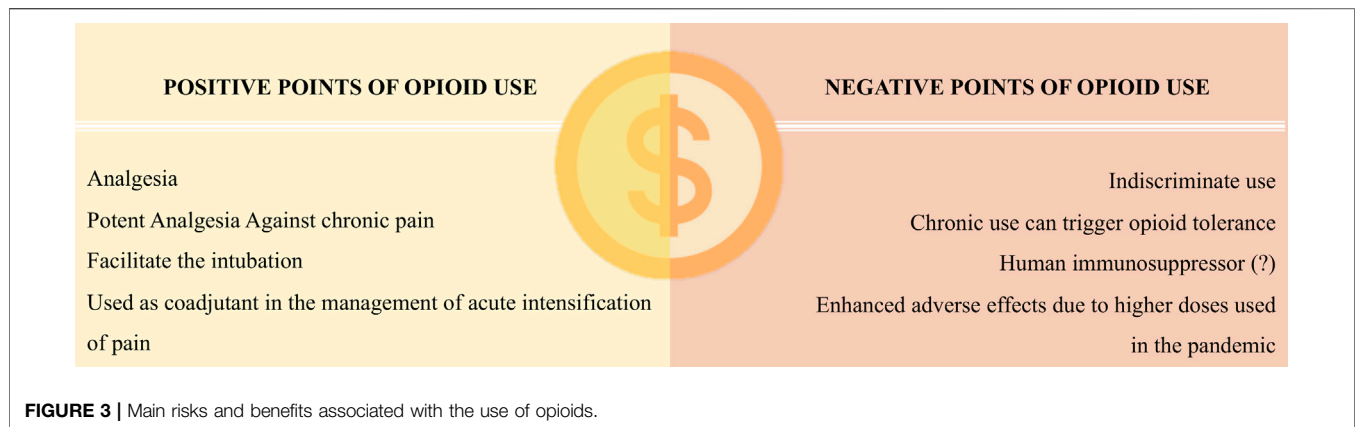 POSITIVE POINTS OF OPIOID USE
Analgesia
Potent Analgesia Against chronic pain
Facilitate the intubation
Used as coadjutant in the management of acute intensification
of pain
$
NEGATIVE POINTS OF OPIOID USE
Indiscriminate use
Chronic use can trigger opioid tolerance
Human immunosuppressor (?)
Enhanced adverse effects due to higher doses used
in the pandemic
FIGURE 3 | Main risks and benefits associated with the use of opioids.